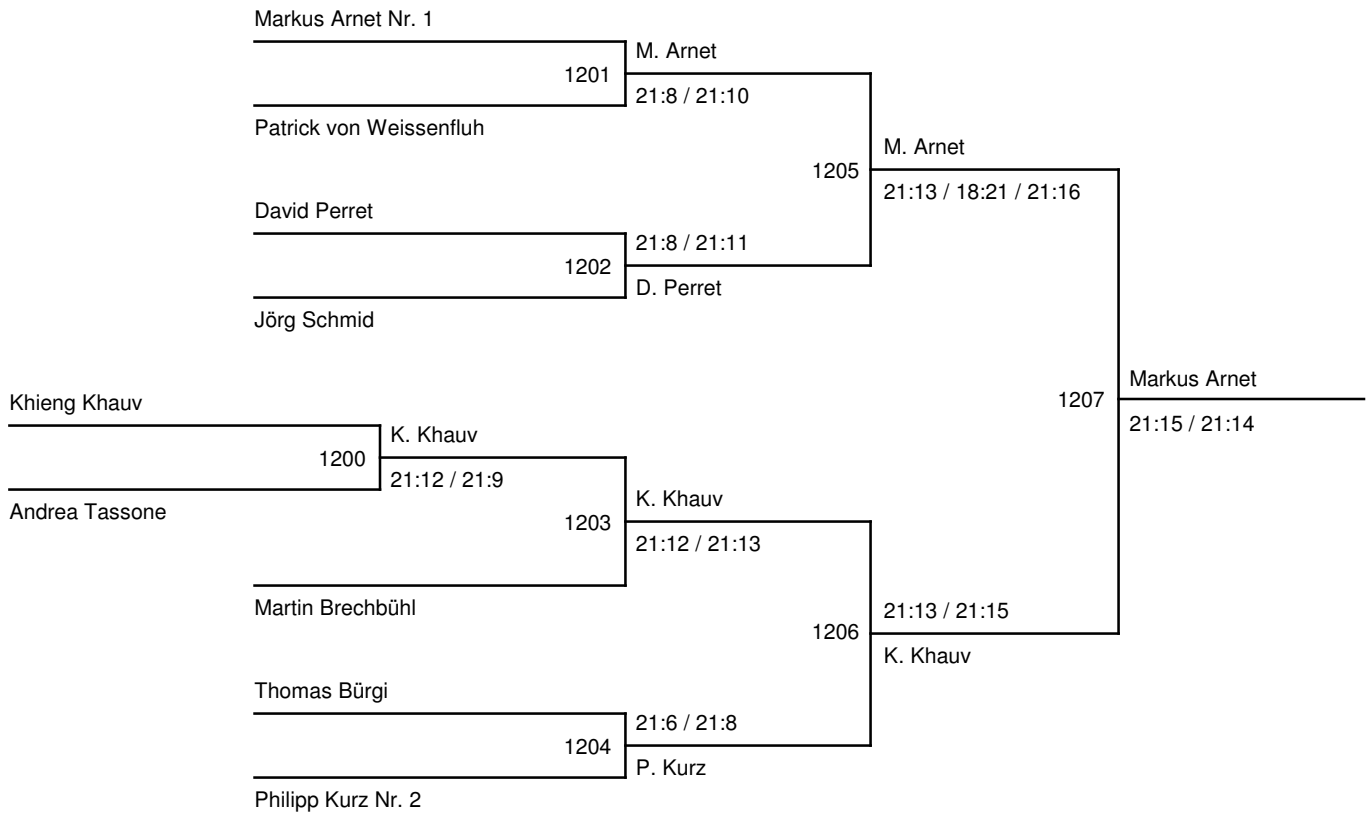 Markus Arnet Nr. 1
M. Arnet
1201
21:8 / 21:10
Patrick von Weissenfluh
M. Arnet
1205
21:13 / 18:21 / 21:16
David Perret
21:8 / 21:11
1202
D. Perret
Jörg Schmid
Markus Arnet
1207
21:15 / 21:14
Khieng Khauv
K. Khauv
1200
21:12 / 21:9
Andrea Tassone
K. Khauv
1203
21:12 / 21:13
Martin Brechbühl
21:13 / 21:15
1206
K. Khauv
Thomas Bürgi
21:6 / 21:8
1204
P. Kurz
Philipp Kurz Nr. 2